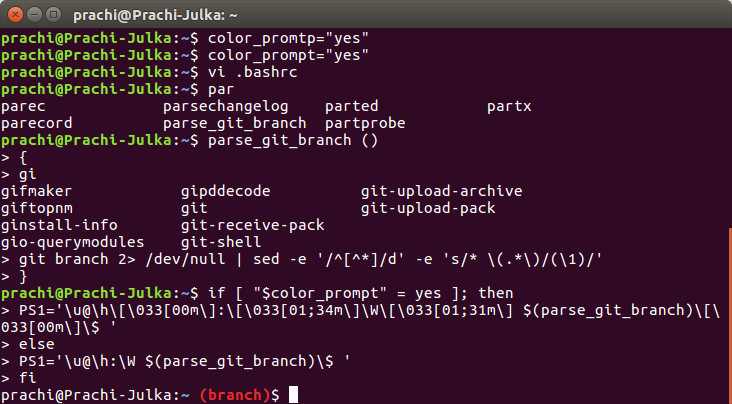 prachi@Prachi-Julka: ~
prachi@Prachi-Julka:~$ color_promtp="yes"
prachi@Prachi-Julka:~$ color_prompt="yes"
prachi@Prachi-Julka:~$ vi .bashrc
prachi@Prachi-Julka:~$ par
parec parsechangelog parted partx
parecord parse_git_branch partprobe
prachi@Prachi-Julka:~$ parse_git_branch ()
> {
> gi
gifmaker gipddecode git-upload-archive
giftopnm git git-upload-pack
ginstall-info git-receive-pack
gio-querymodules git-shell
> git branch 2> /dev/null | sed -e '/^[^*]/d' -e 's/* \(.*\)/(\1)/'
> }
prachi@Prachi-Julka:~$ if [ "$color_prompt" = yes ]; then
> PS1='\u@\h\[\033[00m\]:\[\033[01;34m\]\W\[\033[01;31m\] $(parse_git_branch)\[\
033[00m\]\$ '
> else
> PS1='\u@\h:\W $(parse_git_branch)\$ '
> fi
prachi@Prachi-Julka:~ (branch)$